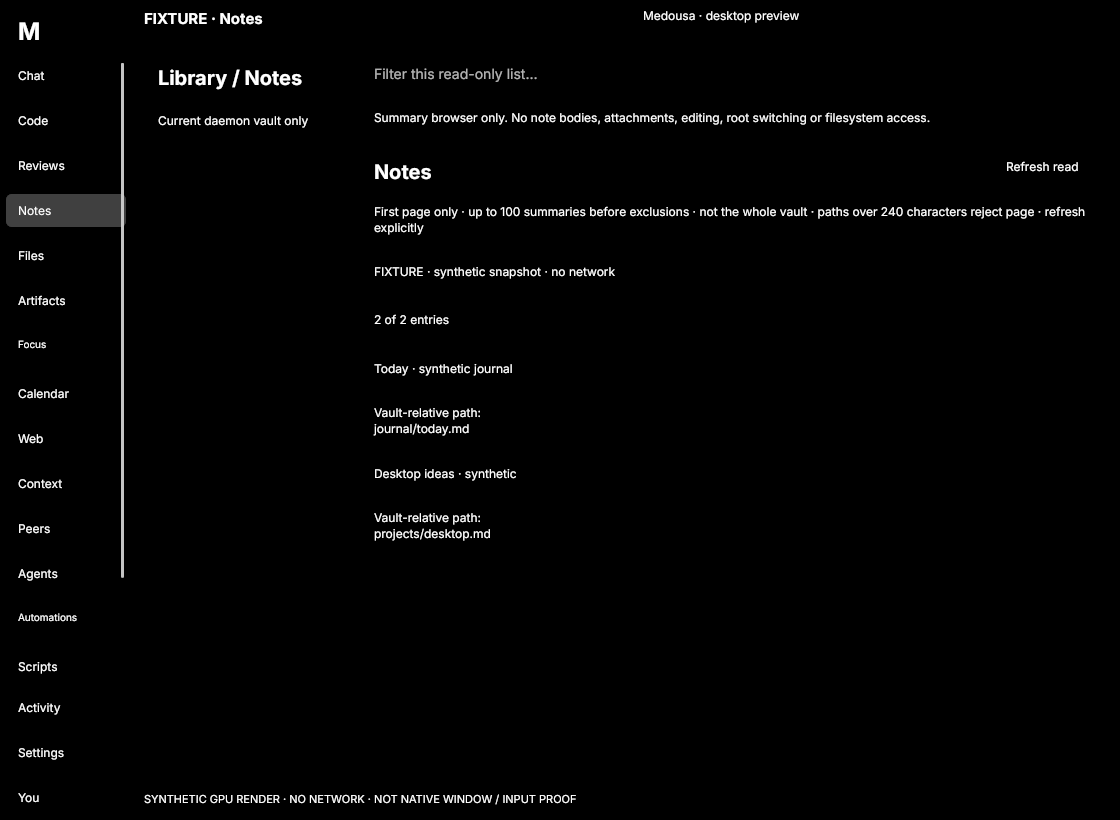 M
FIXTURE · Notes
Medousa · desktop preview
Chat
Code
Reviews
Notes
Files
Artifacts
Focus
Calendar
Web
Context
Peers
Agents
Automations
Scripts
Activity
Settings
You
Library / Notes
Current daemon vault only
Filter this read-only list...
Summary browser only. No note bodies, attachments, editing, root switching or filesystem access.
Notes
Refresh read
First page only · up to 100 summaries before exclusions · not the whole vault · paths over 240 characters reject page · refresh
explicitly
FIXTURE · synthetic snapshot · no network
2 of 2 entries
Today · synthetic journal
Vault-relative path:
journal/today.md
Desktop ideas · synthetic
Vault-relative path:
projects/desktop.md
SYNTHETIC GPU RENDER · NO NETWORK · NOT NATIVE WINDOW / INPUT PROOF